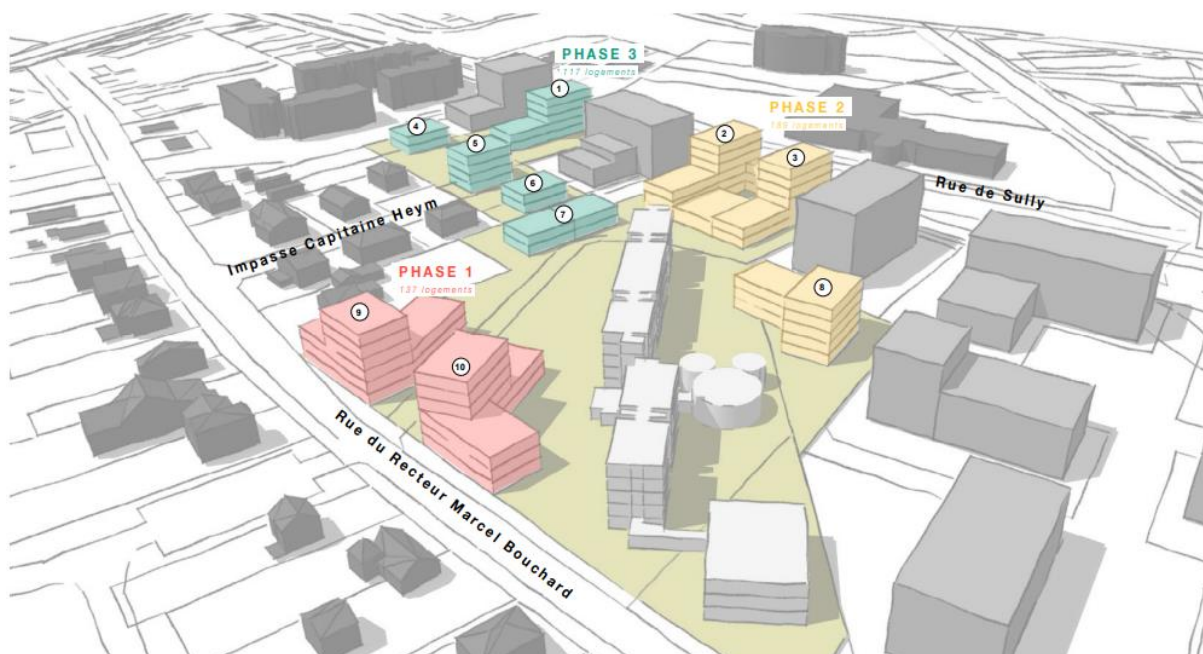 PHASE 3
117 logements
1
PHASE 2
4
2
5
3
6
Rue de Sully
7
Impasse Capitaine Heym
PHASE 1
137 logements
8
9
10
Rue du Recteur Marcel Bouchard
logements